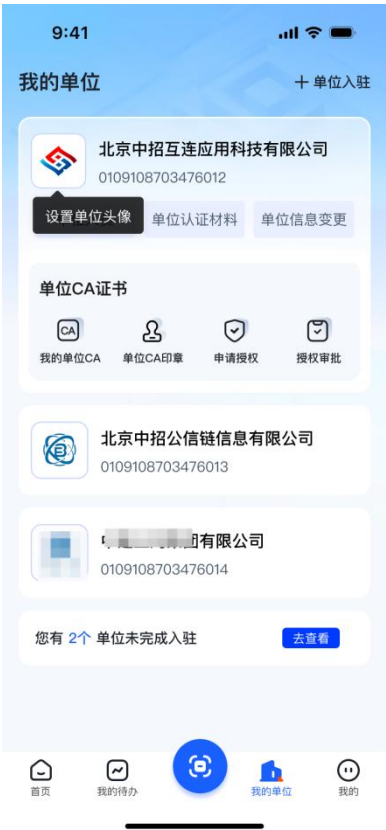 9:41
我的单位
单位入驻
北京中招互连应用科技有限公司
0109108703476012
设置单位头像
单位认证材料
单位信息变更
单位CA证书
CA
我的单位CA
单位CA印章
申请授权
授权审批
北京中招公信链信息有限公司
0109108703476013
团有限公司
0109108703476014
您有 2个 单位未完成入驻
去查看
首页
我的待办
我的单位
我的